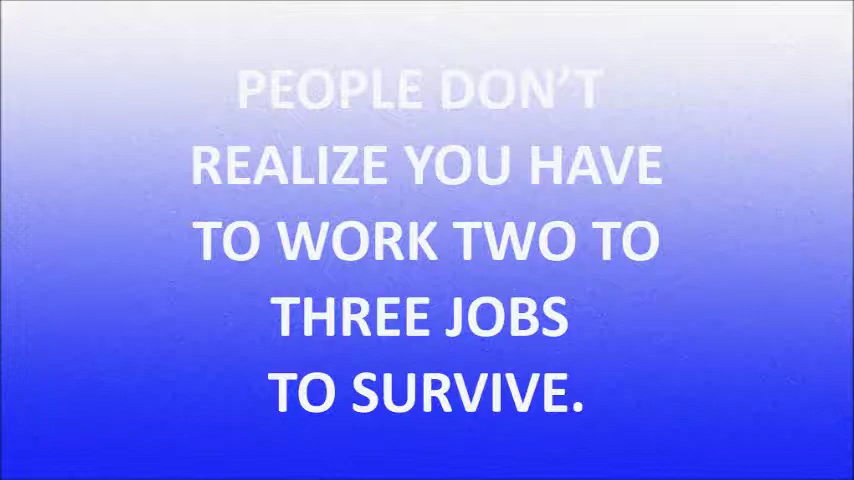 PEOPLE DON’T
REALIZE YOU HAVE
TO WORK TWO TO
THREE JOBS
TO SURVIVE.